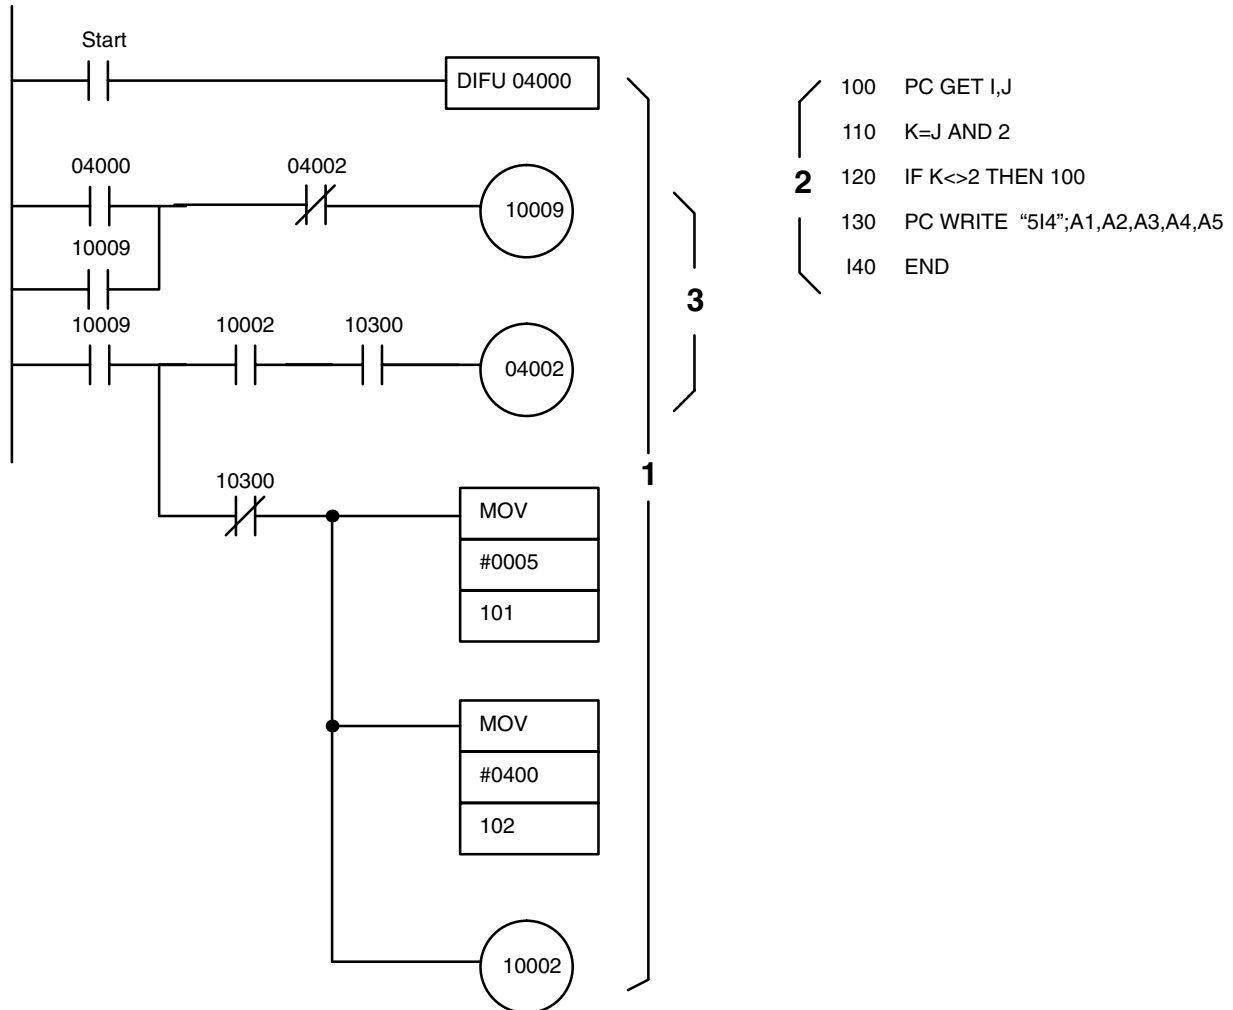 Start
DIFU 04000
04000 04002
10009
10009
10009 10002 10300
04002
10300
MOV
#0005
101
MOV
#0400
102
10002
1
3
2
100 PC GET I,J
110 K=J AND 2
120 IF K<>2 THEN 100
130 PC WRITE “5I4”;A1,A2,A3,A4,A5
I40 END